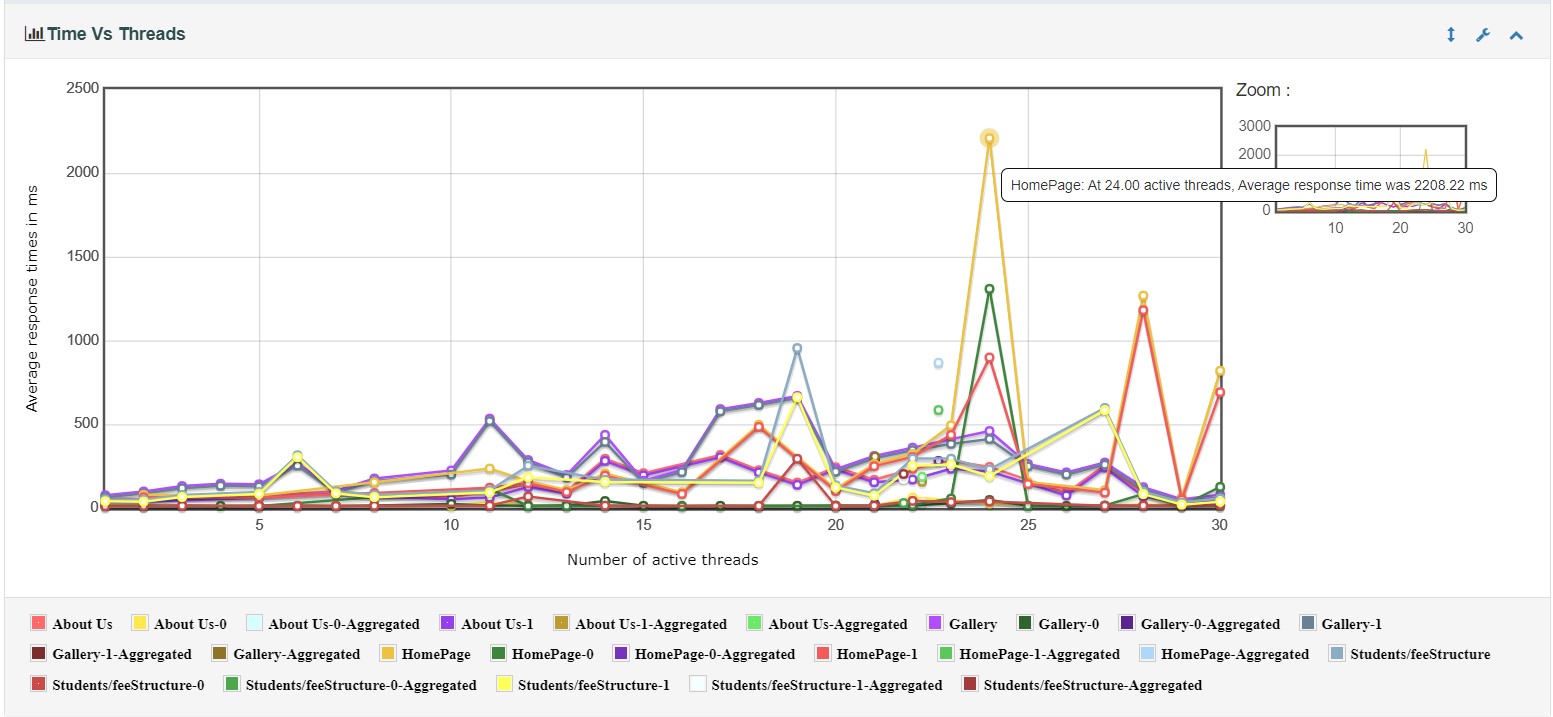 Time Vs Threads
Zoom :
2500
2000
1500
1000
500
0
Average response times in ms
5 10 15 20 25 30
Number of active threads
3000
2000
0
10 20 30
HomePage: At 24.00 active threads, Average response time was 2208.22 ms
About Us About Us-0 About Us-0-Aggregated About Us-1 About Us-1-Aggregated About Us-Aggregated Gallery Gallery-0 Gallery-0-Aggregated Gallery-1
Gallery-1-Aggregated Gallery-Aggregated HomePage HomePage-0 HomePage-0-Aggregated HomePage-1 HomePage-1-Aggregated HomePage-Aggregated Students/feeStructure
Students/feeStructure-0 Students/feeStructure-0-Aggregated Students/feeStructure-1 Students/feeStructure-1-Aggregated Students/feeStructure-Aggregated